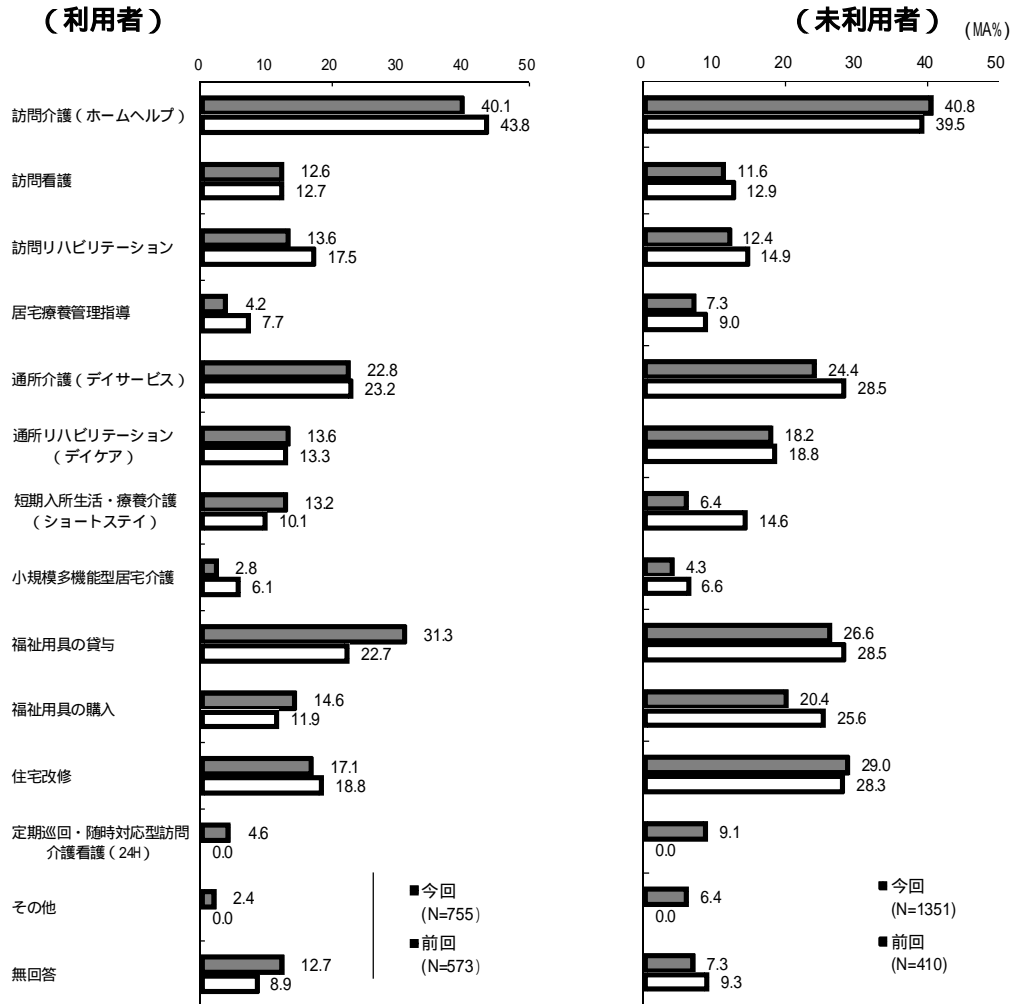 （利用者）
（未利用者）
(MA%)
0 10 20 30 40 50
0 10 20 30 40 50
訪問介護（ホームヘルプ）
40.1
43.8
40.8
39.5
訪問看護
12.6
12.7
11.6
12.9
訪問リハビリテーション
13.6
17.5
12.4
14.9
居宅療養管理指導
4.2
7.7
7.3
9.0
通所介護（デイサービス）
22.8
23.2
24.4
28.5
通所リハビリテーション
（デイケア）
13.6
13.3
18.2
18.8
短期入所生活・療養介護
（ショートステイ）
13.2
10.1
6.4
14.6
小規模多機能型居宅介護
2.8
6.1
4.3
6.6
福祉用具の貸与
31.3
22.7
26.6
28.5
福祉用具の購入
14.6
11.9
20.4
25.6
住宅改修
17.1
18.8
29.0
28.3
定期巡回・随時対応型訪問
介護看護（24H）
4.6
0.0
9.1
0.0
その他
2.4
0.0
6.4
0.0
無回答
12.7
8.9
7.3
9.3
■今回
(N=755)
■前回
(N=573)
■今回
(N=1351)
■前回
(N=410)